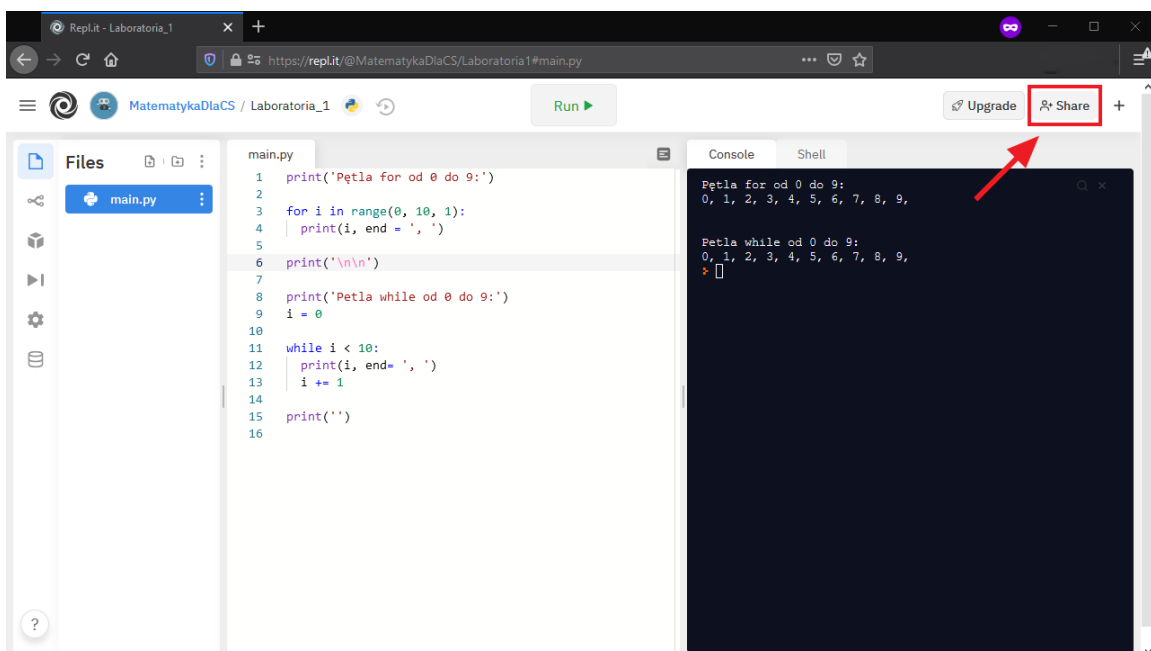 Repl.it - Laboratoria_1
https://repl.it/@MatematykaDlaCS/Laboratoria1#main.py
MatematykaDlaCS / Laboratoria_1
Run
Upgrade
Share
Files
main.py
main.py
1 print('Pętla for od 0 do 9:')
2
3 for i in range(0, 10, 1):
4 print(i, end = ', ')
5
6 print('\n\n')
7
8 print('Petla while od 0 do 9:')
9 i = 0
10
11 while i < 10:
12 print(i, end= ', ')
13 i += 1
14
15 print('')
16
Console Shell
Pętla for od 0 do 9:
0, 1, 2, 3, 4, 5, 6, 7, 8, 9,
Petla while od 0 do 9:
0, 1, 2, 3, 4, 5, 6, 7, 8, 9,
?